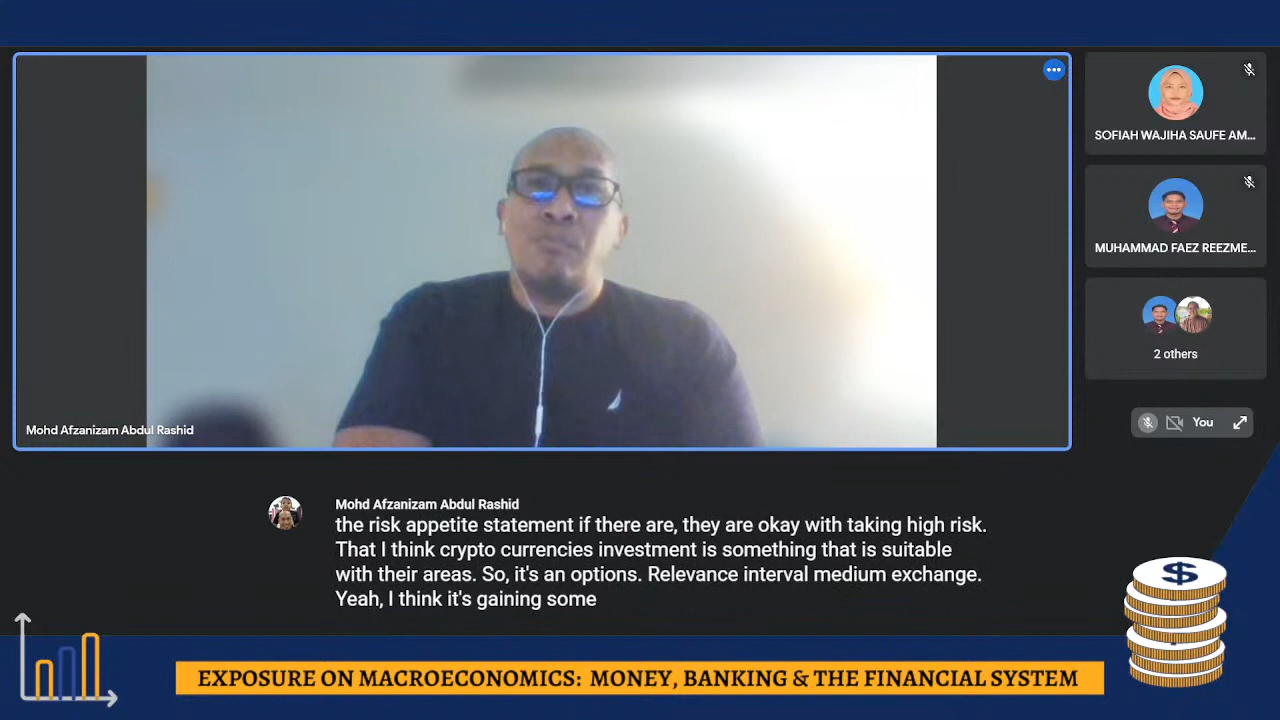 SOFIAH WAJIHA SAUFE AM...
MUHAMMAD FAEZ REEZME...
2 others
You
Mohd Afzanizam Abdul Rashid
Mohd Afzanizam Abdul Rashid
the risk appetite statement if there are, they are okay with taking high risk.
That I think crypto currencies investment is something that is suitable
with their areas. So, it's an options. Relevance interval medium exchange.
Yeah, I think it's gaining some
$
EXPOSURE ON MACROECONOMICS: MONEY, BANKING & THE FINANCIAL SYSTEM